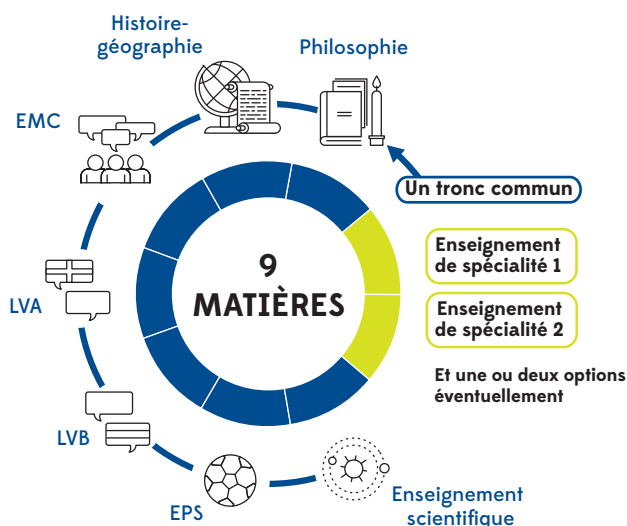 Histoire-
géographie
Philosophie
EMC
Un tronc commun
9
MATIÈRES
Enseignement
de spécialité 1
Enseignement
de spécialité 2
Et une ou deux options
éventuellement
LVA
LVB
EPS
Enseignement
scientifique